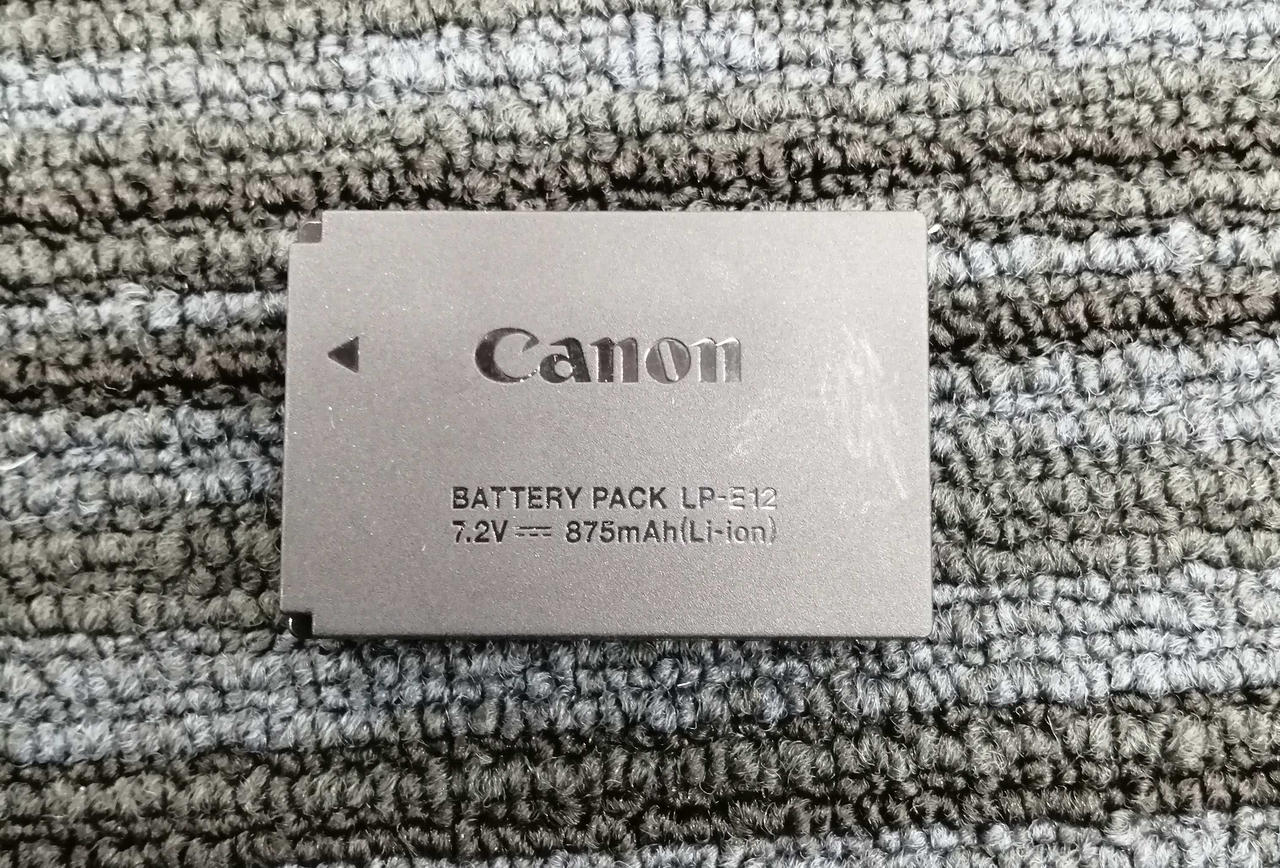 Canon
BATTERY PACK LP-E12
7.2V ⎓ 875mAh(Li-ion)